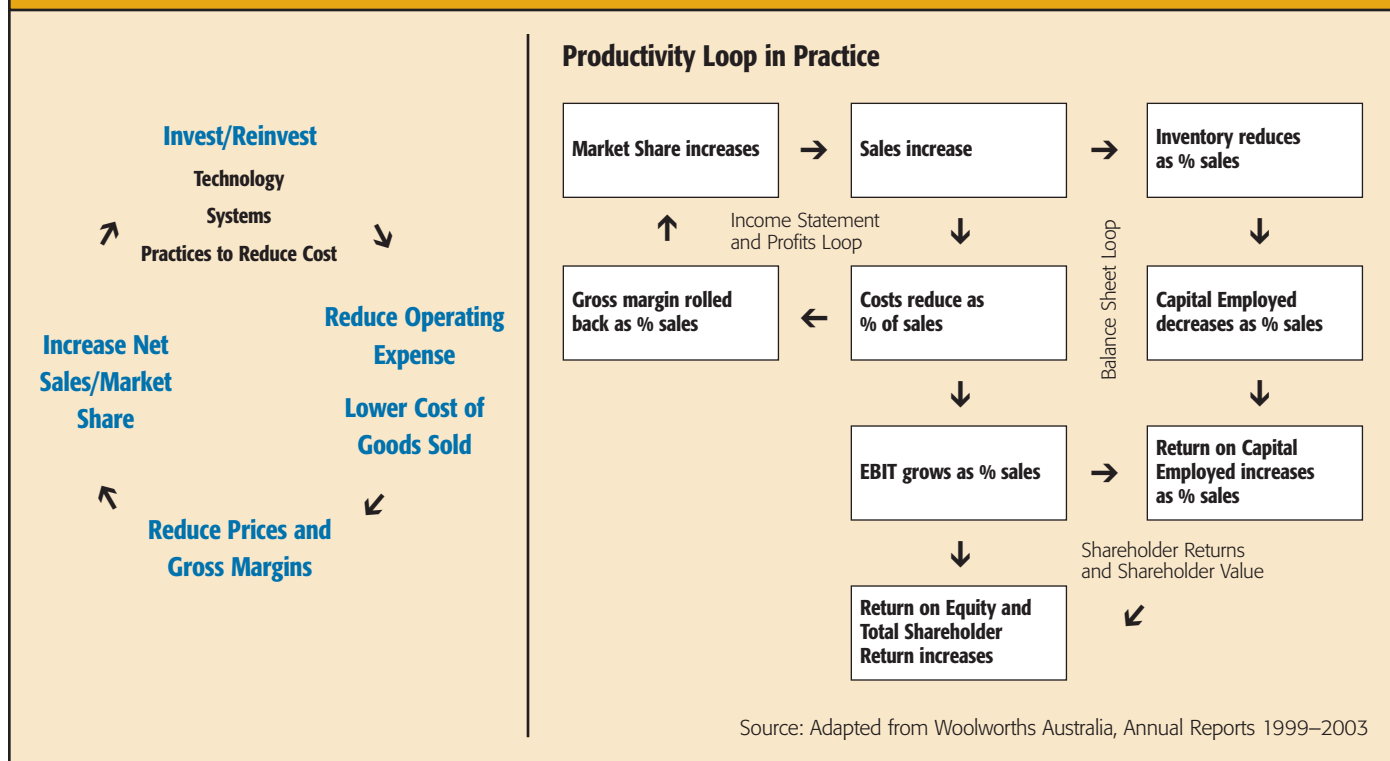 Invest/Reinvest
Technology
Systems
Practices to Reduce Cost
Reduce Operating
Expense
Lower Cost of
Goods Sold
Reduce Prices and
Gross Margins
Increase Net
Sales/Market
Share
Productivity Loop in Practice
Market Share increases
Sales increase
Inventory reduces
as % sales
Income Statement
and Profits Loop
Balance Sheet Loop
Gross margin rolled
back as % sales
Costs reduce as
% of sales
Capital Employed
decreases as % sales
EBIT grows as % sales
Return on Capital
Employed increases
as % sales
Shareholder Returns
and Shareholder Value
Return on Equity and
Total Shareholder
Return increases
Source: Adapted from Woolworths Australia, Annual Reports 1999–2003